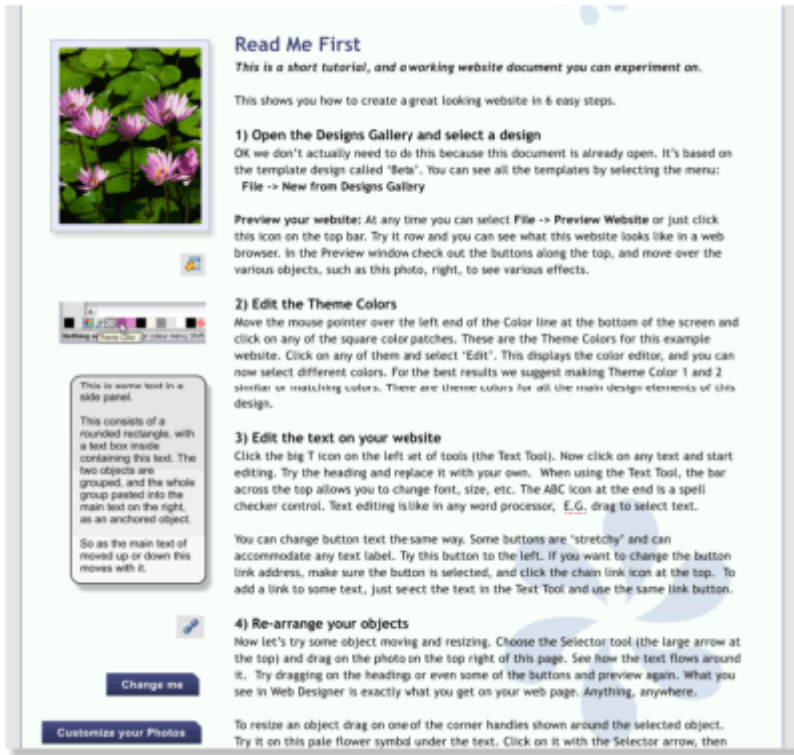 Read Me First
This is a short tutorial, and a working website document you can experiment on.
This shows you how to create a great looking website in 6 easy steps.
1) Open the Designs Gallery and select a design
OK we don't actually need to do this because this document is already open. It's based on
the template design called "Beta". You can see all the templates by selecting the menu:
File -> New from Designs Gallery
Preview your website: At any time you can select File -> Preview Website or just click
this icon on the top bar. Try it row and you can see what this website looks like in a web
browser. In the Preview window check out the buttons along the top, and move over the
various objects, such as this photo, right, to see various effects.
2) Edit the Theme Colors
Move the mouse pointer over the left end of the Color line at the bottom of the screen and
click on any of the square color patches. These are the Theme Colors for this example
website. Click on any of them and select "Edit". This displays the color editor, and you can
now select different colors. For the best results we suggest making Theme Color 1 and 2
similar or matching colors. There are theme colors for all the main design elements of this
design.
Theme Color
This is some text in a
side panel.
This consists of a
rounded rectangle, with
a text box inside
containing this text. The
two objects are
grouped, and the whole
group pasted into the
main text on the right,
as an anchored object.
So as the main text of
moved up or down this
moves with it.
3) Edit the text on your website
Click the big T icon on the left set of tools (the Text Tool). Now click on any text and start
editing. Try the heading and replace it with your own. When using the Text Tool, the bar
across the top allows you to change font, size, etc. The ABC icon at the end is a spell
checker control. Text editing is like in any word processor, E.G. drag to select text.
You can change button text the same way. Some buttons are "stretchy" and can
accommodate any text label. Try this button to the left. If you want to change the button
link address, make sure the button is selected, and click the chain link icon at the top. To
add a link to some text, just select the text in the Text Tool and use the same link button.
4) Re-arrange your objects
Now let's try some object moving and resizing. Choose the Selector tool (the large arrow at
the top) and drag on the photo on the top right of this page. See how the text flows around
it. Try dragging on the headings or even some of the buttons and preview again. What you
see in Web Designer is exactly what you get on your web page. Anything, anywhere.
Change me
Customize your Photos
To resize an object drag on one of the corner handles shown around the selected object.
Try it on this pale flower symbol under the text. Click on it with the Selector arrow, then